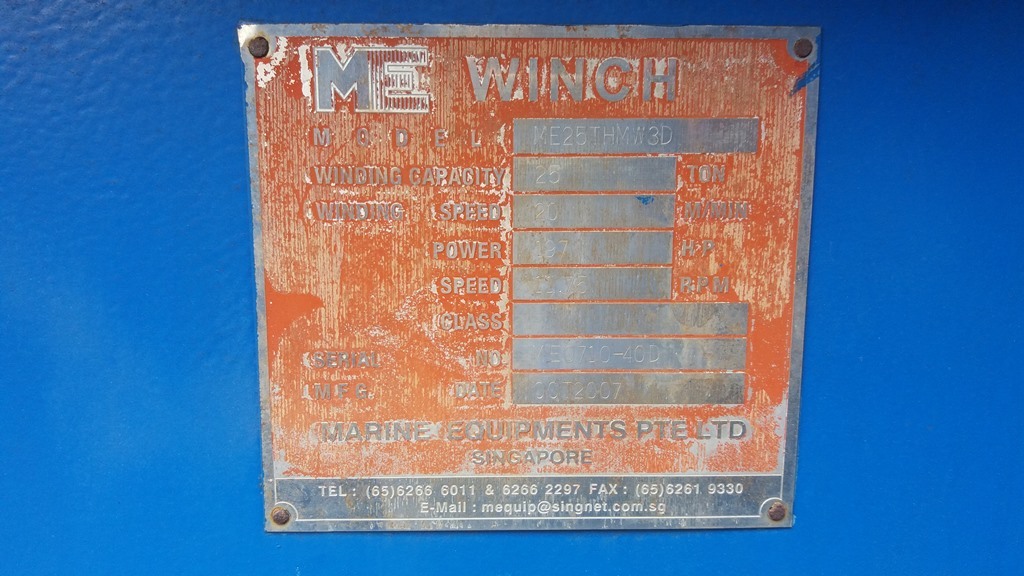 ME WINCH
MODEL ME25THMW3D
WINDING CAPACITY 25 TON
WINDING SPEED 20 M/MIN
POWER H.P
SPEED R.P.M
CLASS
SERIAL NO
M.F.G DATE OCT2007
MARINE EQUIPMENTS PTE LTD
SINGAPORE
TEL : (65)6266 6011 & 6266 2297 FAX : (65)6261 9330
E-Mail : mequip@singnet.com.sg